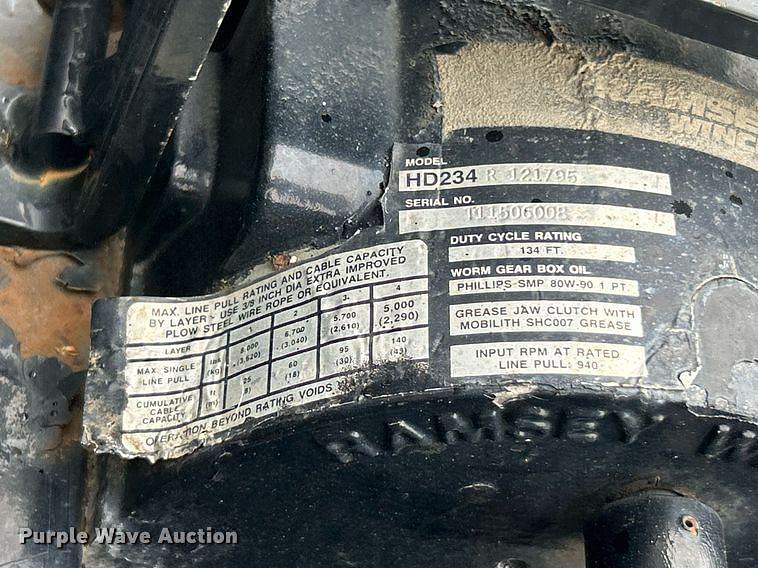 RAMSEY
WINCH
MODEL
HD234 R 121795
SERIAL NO.
T11506008
DUTY CYCLE RATING
134 FT.
WORM GEAR BOX OIL
PHILLIPS SMP 80W-90 1 PT.
GREASE JAW CLUTCH WITH
MOBILITH SHC007 GREASE
INPUT RPM AT RATED
LINE PULL: 940
MAX. LINE PULL RATING AND CABLE CAPACITY
BY LAYER - USE 3/8 INCH DIA EXTRA IMPROVED
PLOW STEEL WIRE ROPE OR EQUIVALENT.
LAYER 1 2 3 4
MAX. SINGLE LINE PULL lbs. (kg) 8,000 (3,620) 6,700 (3,040) 5,700 (2,610) 5,000 (2,290)
CUMULATIVE CABLE CAPACITY ft (m) 25 (8) 60 (18) 95 (30) 140 (43)
OPERATION BEYOND RATING VOIDS
RAMSEY
Purple Wave Auction